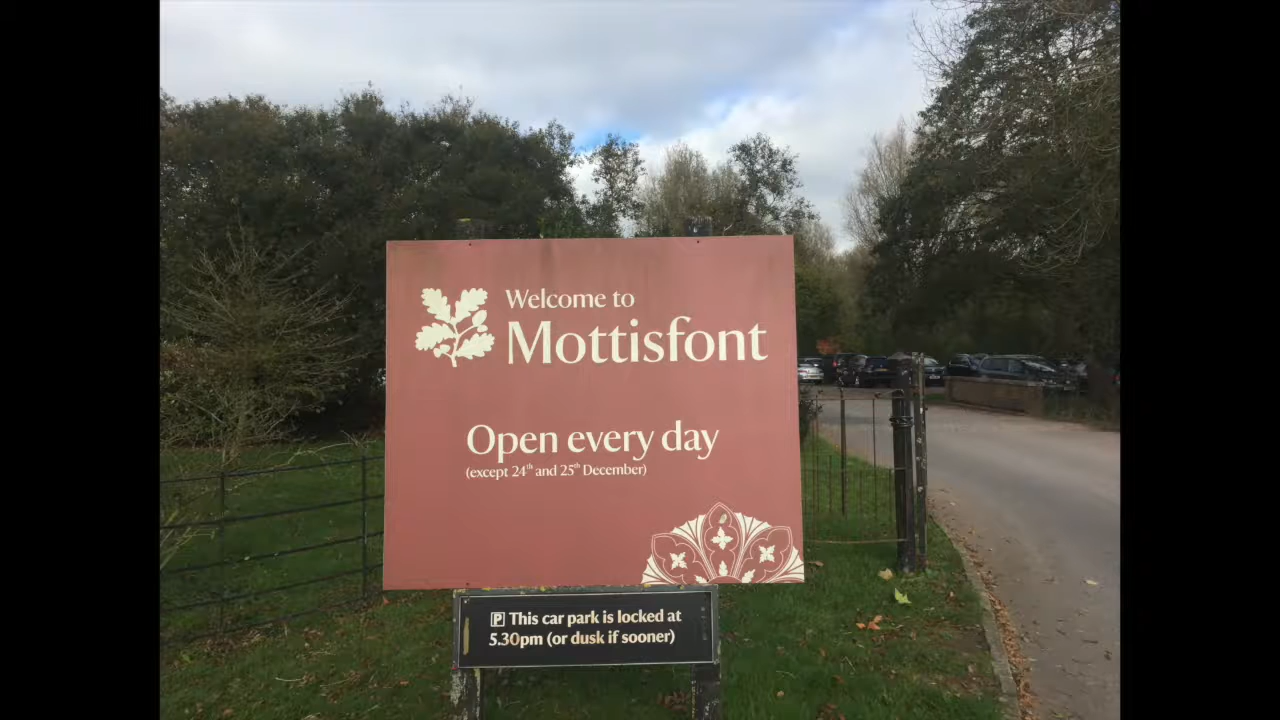 Welcome to
Mottisfont
Open every day
(except 24th and 25th December)
P This car park is locked at
5.30pm (or dusk if sooner)